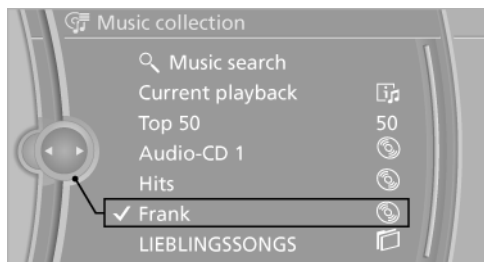 Music collection
Music search
Current playback
Top 50 50
Audio-CD 1
Hits
Frank
LIEBLINGSSONGS